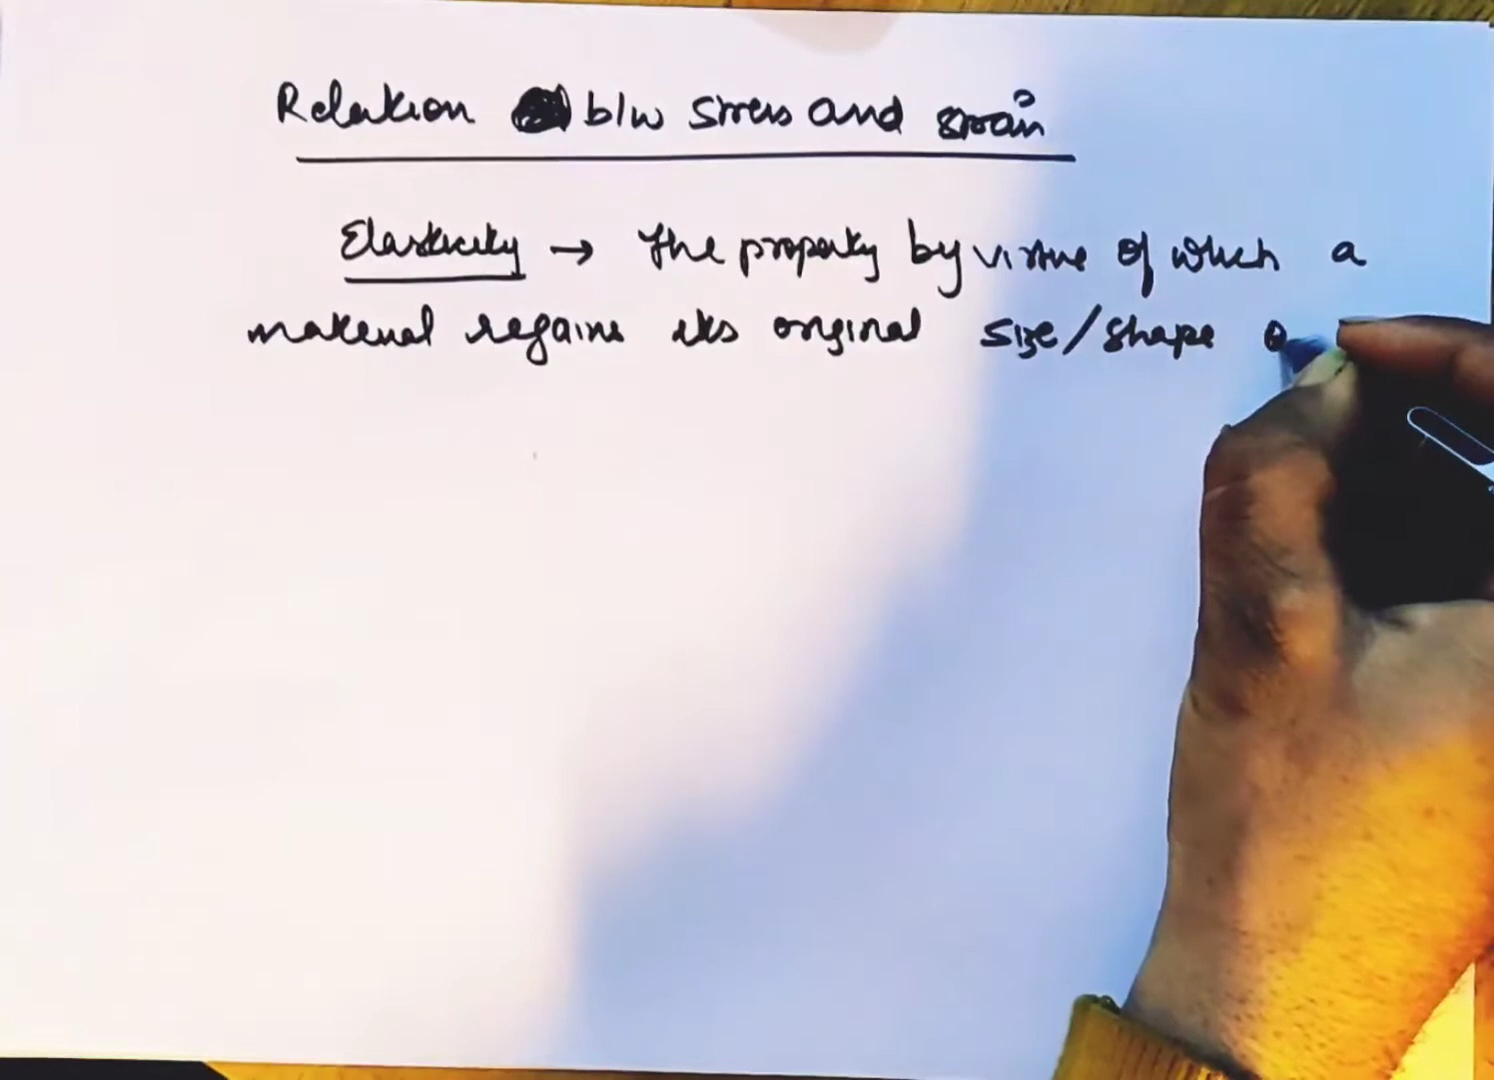 Relation b/w stress and strain
Elasticity → The property by virtue of which a
material regains its original size/shape